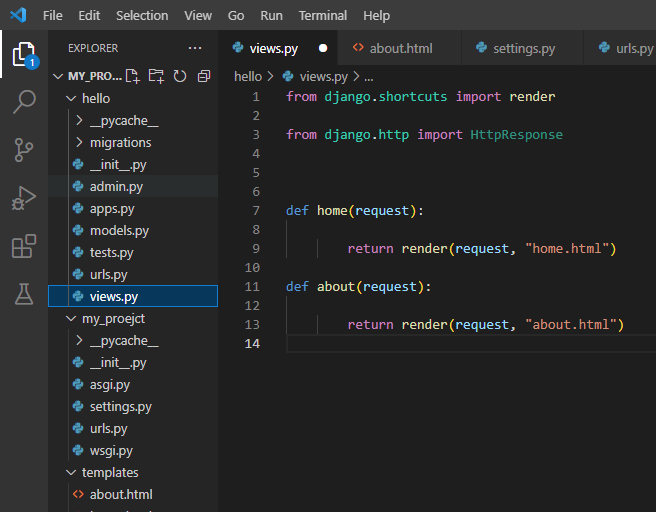 File Edit Selection View Go Run Terminal Help
EXPLORER ...
views.py about.html settings.py urls.py
MY_PRO...
hello > views.py > ...
hello
__pycache__
migrations
__init__.py
admin.py
apps.py
models.py
tests.py
urls.py
views.py
my_proejct
__pycache__
__init__.py
asgi.py
settings.py
urls.py
wsgi.py
templates
about.html
1 from django.shortcuts import render
2
3 from django.http import HttpResponse
4
5
6
7 def home(request):
8
9 return render(request, "home.html")
10
11 def about(request):
12
13 return render(request, "about.html")
14
1